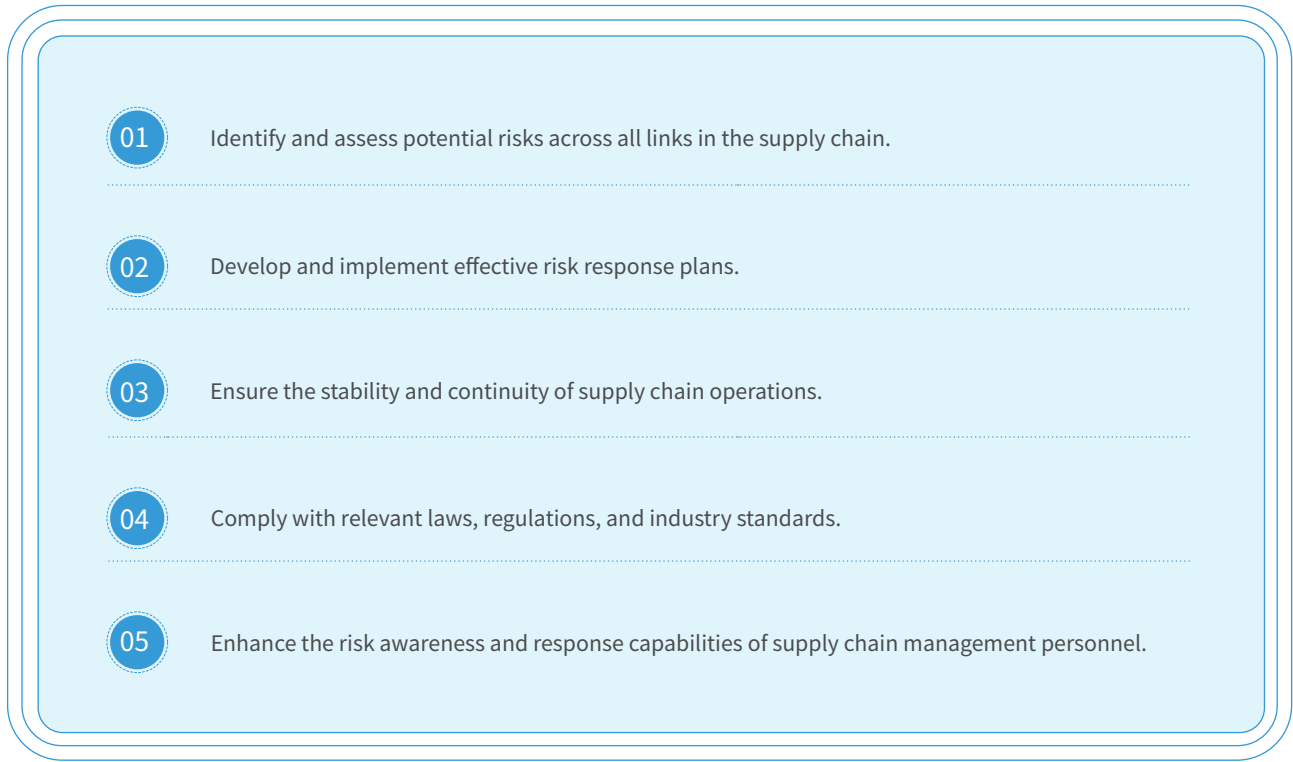 01 Identify and assess potential risks across all links in the supply chain.
02 Develop and implement effective risk response plans.
03 Ensure the stability and continuity of supply chain operations.
04 Comply with relevant laws, regulations, and industry standards.
05 Enhance the risk awareness and response capabilities of supply chain management personnel.